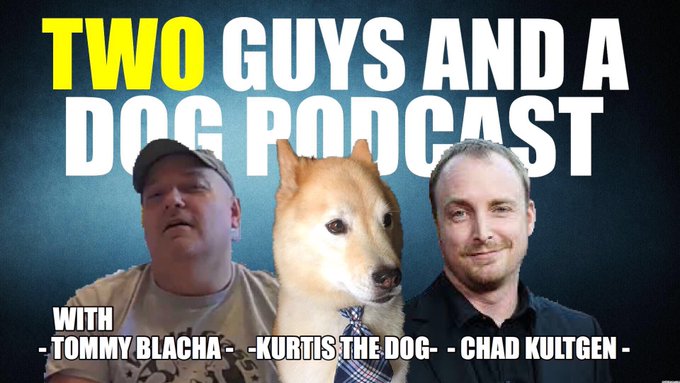 TWO GUYS AND A
DOG PODCAST
WITH
- TOMMY BLACHA - -KURTIS THE DOG- - CHAD KULTGEN -